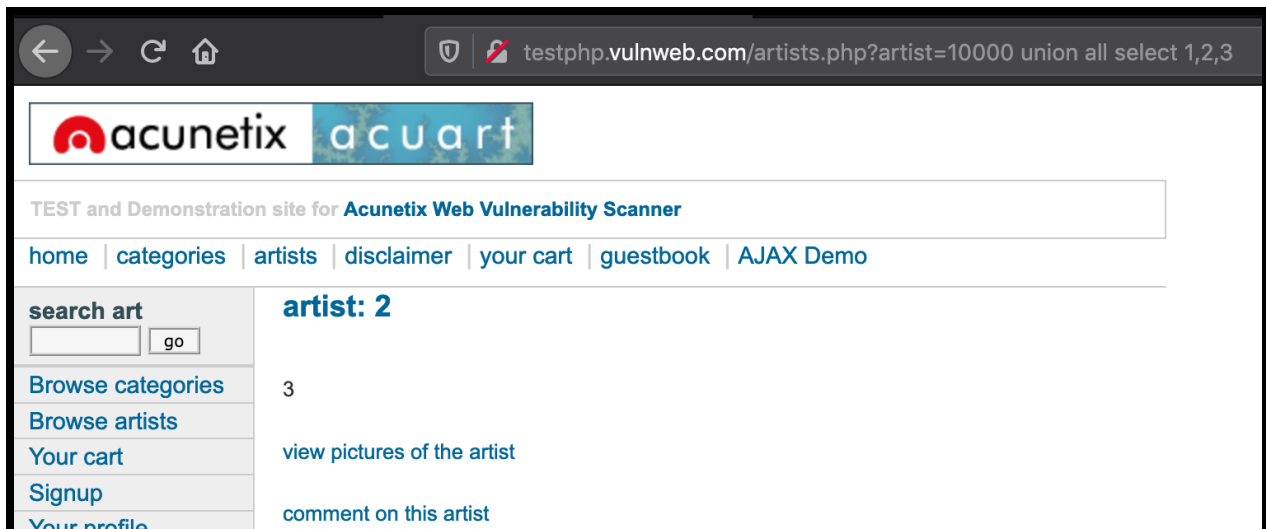 testphp.vulnweb.com/artists.php?artist=10000 union all select 1,2,3
acunetix acuart
TEST and Demonstration site for Acunetix Web Vulnerability Scanner
home categories artists disclaimer your cart guestbook AJAX Demo
search art
go
Browse categories
Browse artists
Your cart
Signup
Your profile
artist: 2
3
view pictures of the artist
comment on this artist